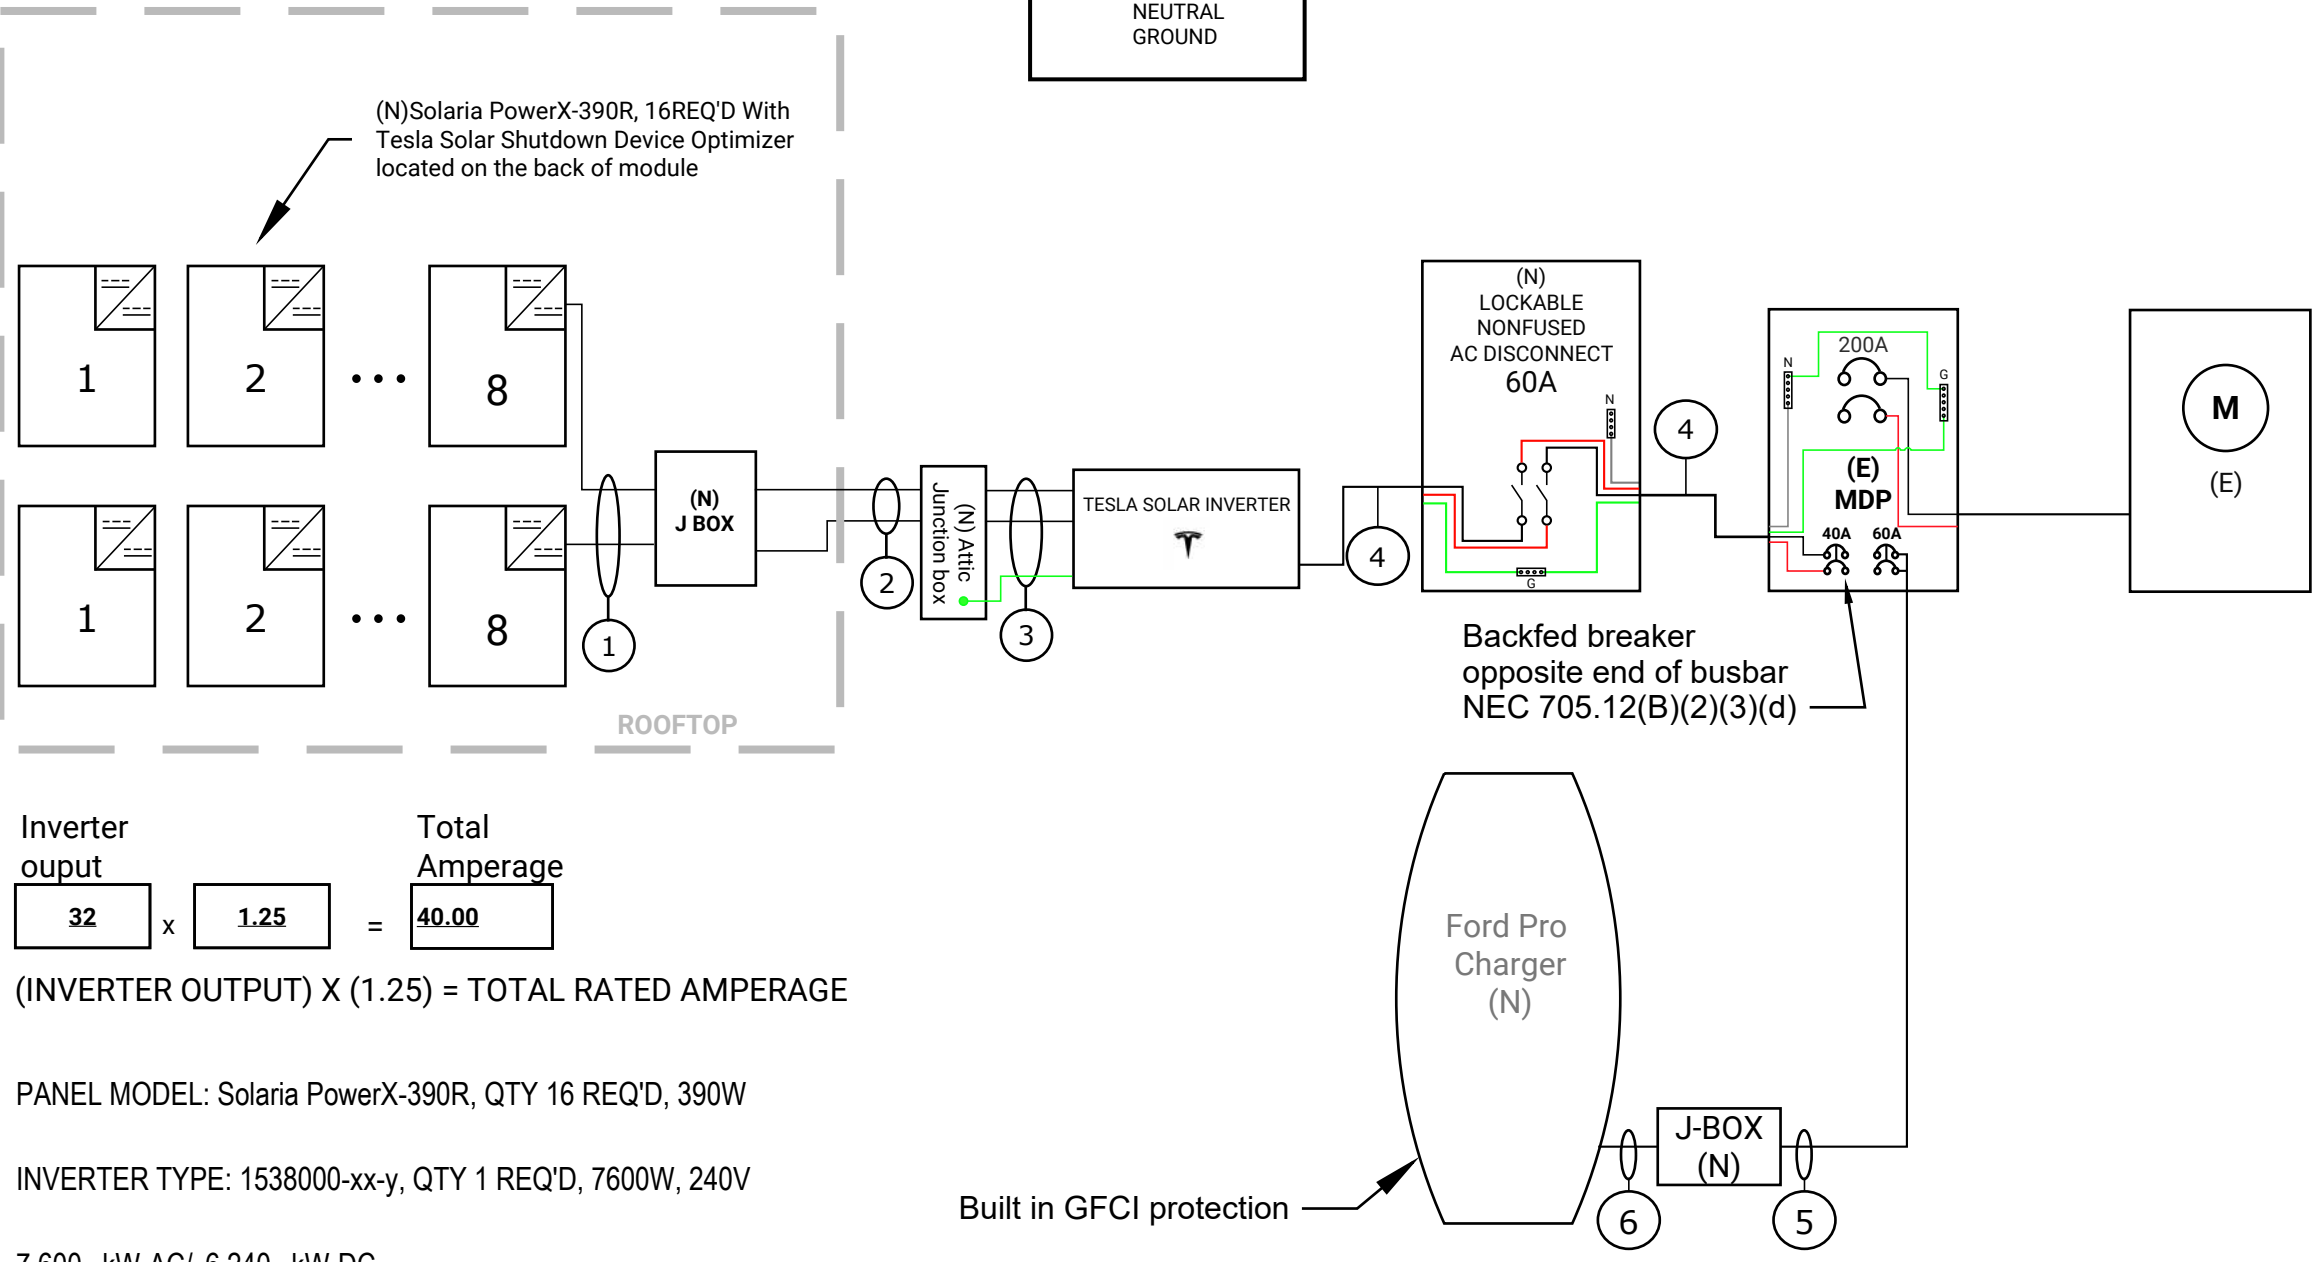 NEUTRAL
GROUND
(N)Solaria PowerX-390R, 16REQ'D With
Tesla Solar Shutdown Device Optimizer
located on the back of module
1
2
8
1
2
8
1
(N)
J BOX
ROOFTOP
2
(N) Attic
Junction box
3
TESLA SOLAR INVERTER
4
(N)
LOCKABLE
NONFUSED
AC DISCONNECT
60A
N
G
4
200A
N
G
(E)
MDP
40A
60A
M
(E)
Backfed breaker
opposite end of busbar
NEC 705.12(B)(2)(3)(d)
Inverter
ouput
Total
Amperage
32 x 1.25 = 40.00
(INVERTER OUTPUT) X (1.25) = TOTAL RATED AMPERAGE
PANEL MODEL: Solaria PowerX-390R, QTY 16 REQ'D, 390W
INVERTER TYPE: 1538000-xx-y, QTY 1 REQ'D, 7600W, 240V
Ford Pro
Charger
(N)
Built in GFCI protection
J-BOX
(N)
6
5